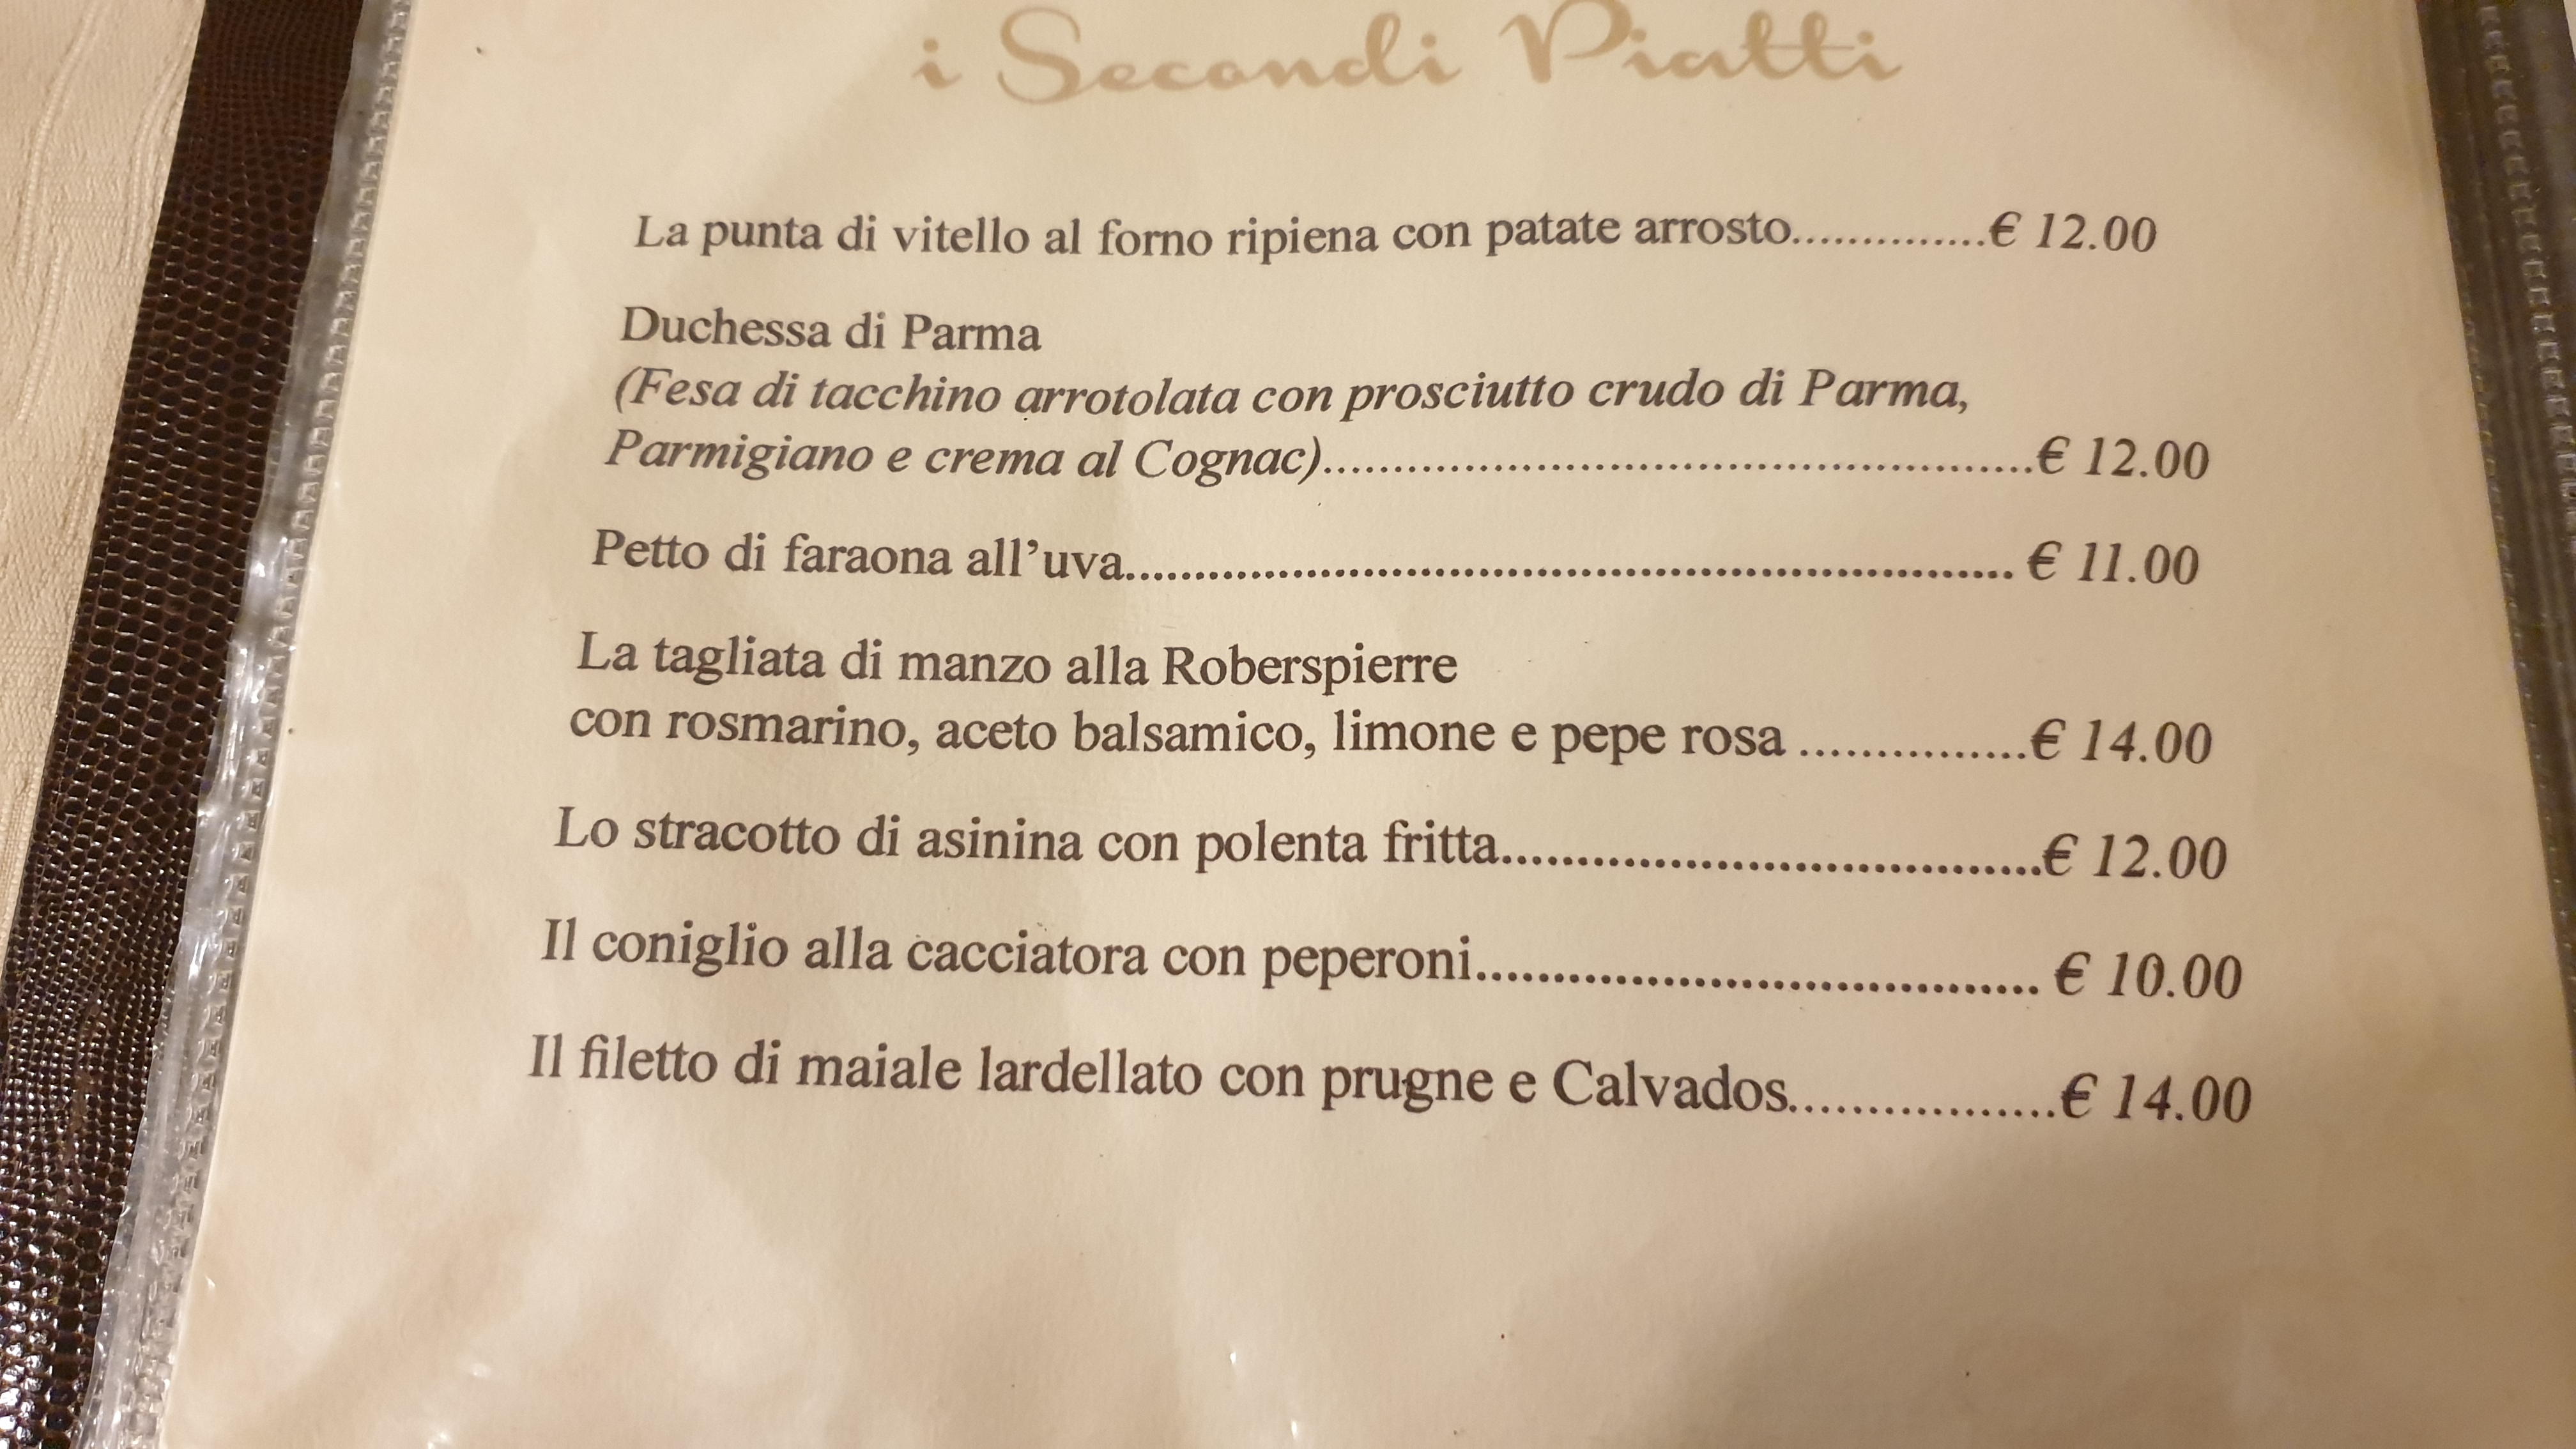 i Secondi Piatti
La punta di vitello al forno ripiena con patate arrosto..............€ 12.00
Duchessa di Parma
(Fesa di tacchino arrotolata con prosciutto crudo di Parma,
Parmigiano e crema al Cognac)....................................................€ 12.00
Petto di faraona all’uva................................................................ € 11.00
La tagliata di manzo alla Roberspierre
con rosmarino, aceto balsamico, limone e pepe rosa ................€ 14.00
Lo stracotto di asinina con polenta fritta.......................................€ 12.00
Il coniglio alla cacciatora con peperoni........................................ € 10.00
Il filetto di maiale lardellato con prugne e Calvados...................€ 14.00